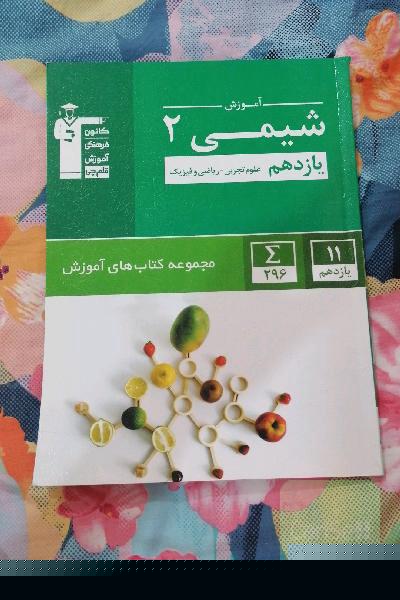 آموزش
شیمی ۲
یازدهم علوم تجربی - ریاضی و فیزیک
کانون
فرهنگی
آموزش
قلم‌چی
۱۱
یازدهم
Σ
۲۹۶
مجموعه کتاب‌های آموزش